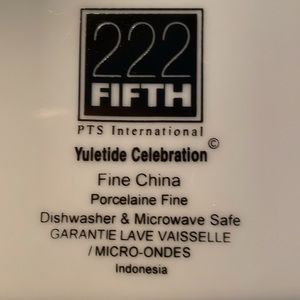 222
FIFTH
PTS International
Yuletide Celebration©
Fine China
Porcelaine Fine
Dishwasher & Microwave Safe
GARANTIE LAVE VAISSELLE
/ MICRO-ONDES
Indonesia